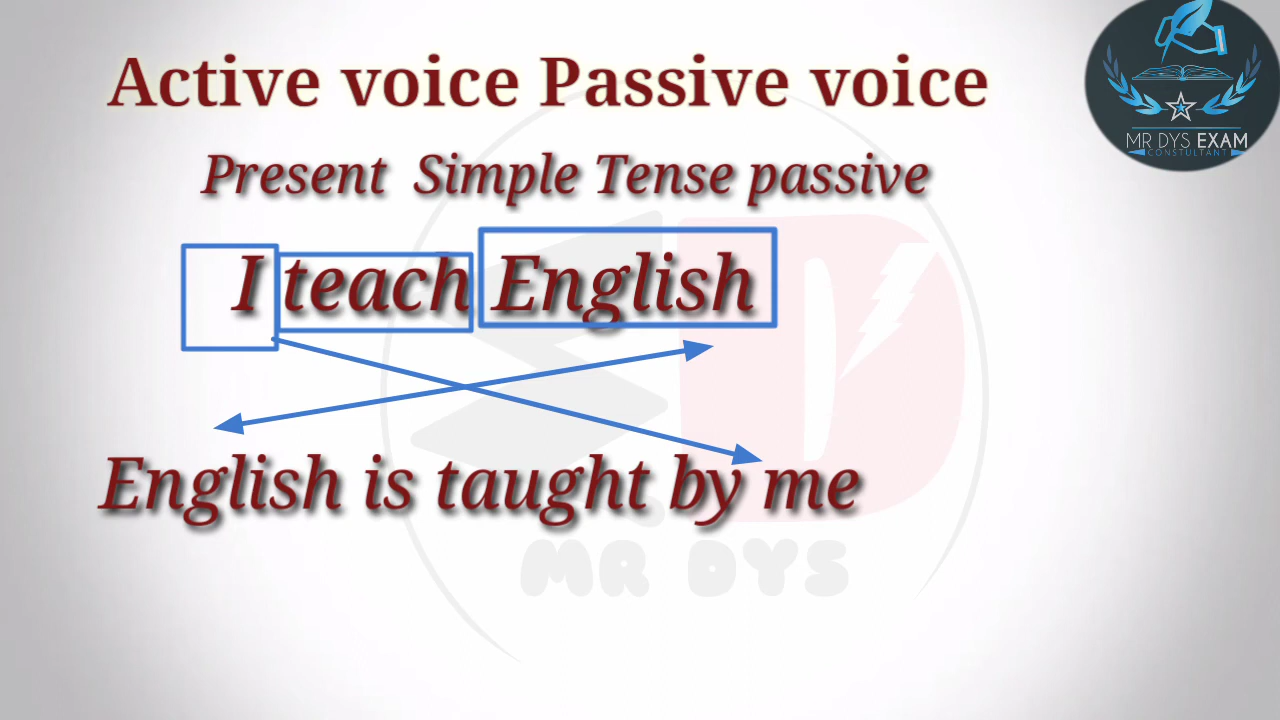 Active voice Passive voice
MR DYS EXAM
CONSTULTANT
Present Simple Tense passive
I teach English
English is taught by me
MR DYS